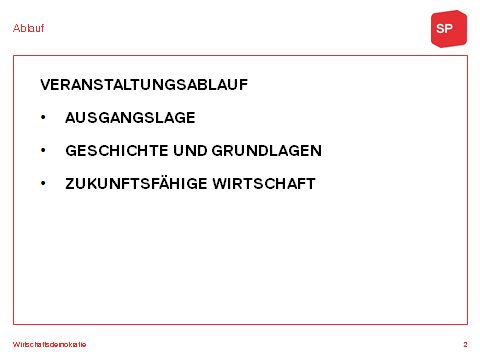 Ablauf
SP
VERANSTALTUNGSABLAUF
• AUSGANGSLAGE
• GESCHICHTE UND GRUNDLAGEN
• ZUKUNFTSFÄHIGE WIRTSCHAFT
Wirtschaftsdemokratie
2